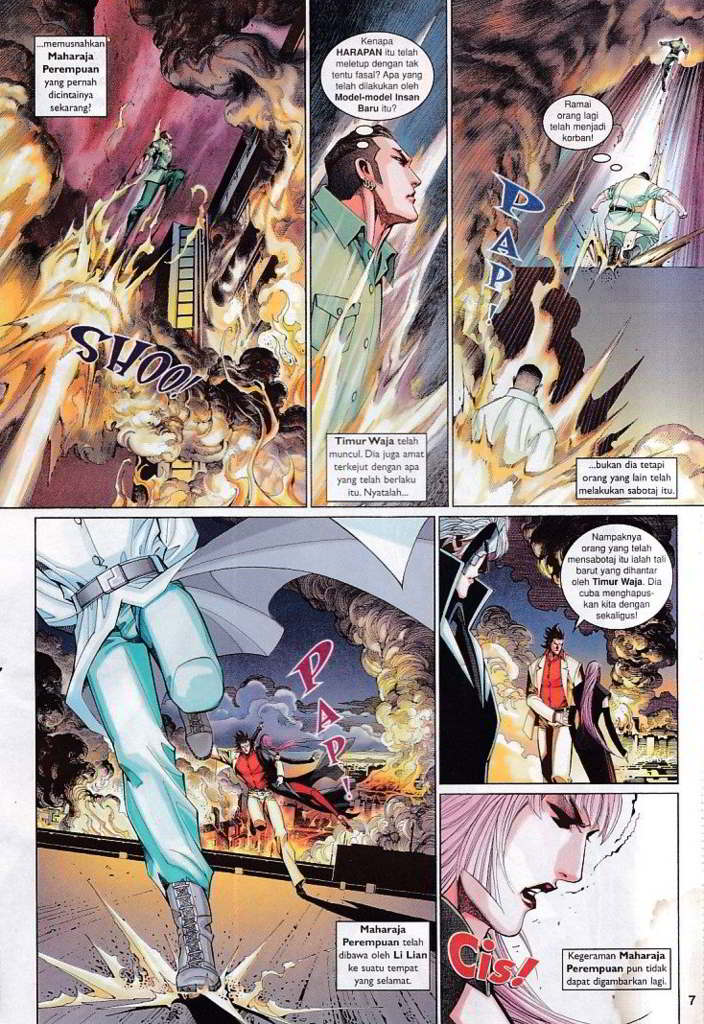 ...memusnahkan
Maharaja
Perempuan
yang pernah
dicintainya
sekarang?
SHOO!
Kenapa
HARAPAN itu telah
meletup dengan tak
tentu fasal? Apa yang
telah dilakukan oleh
Model-model Insan
Baru itu?
Timur Waja telah
muncul. Dia juga amat
terkejut dengan apa
yang telah berlaku
itu. Nyatalah...
Ramai
orang lagi
telah menjadi
korban!
PAP
PAP!
...bukan dia tetapi
orang yang lain telah
melakukan sabotaj itu.
PAP
PAP!
Maharaja
Perempuan telah
dibawa oleh Li Lian
ke suatu tempat
yang selamat.
Nampaknya
orang yang telah
mensabotaj itu ialah tali
barut yang dihantar
oleh Timur Waja. Dia
cuba menghapus-
kan kita dengan
sekaligus!
Cis!
Kegeraman Maharaja
Perempuan pun tidak
dapat digambarkan lagi.
7